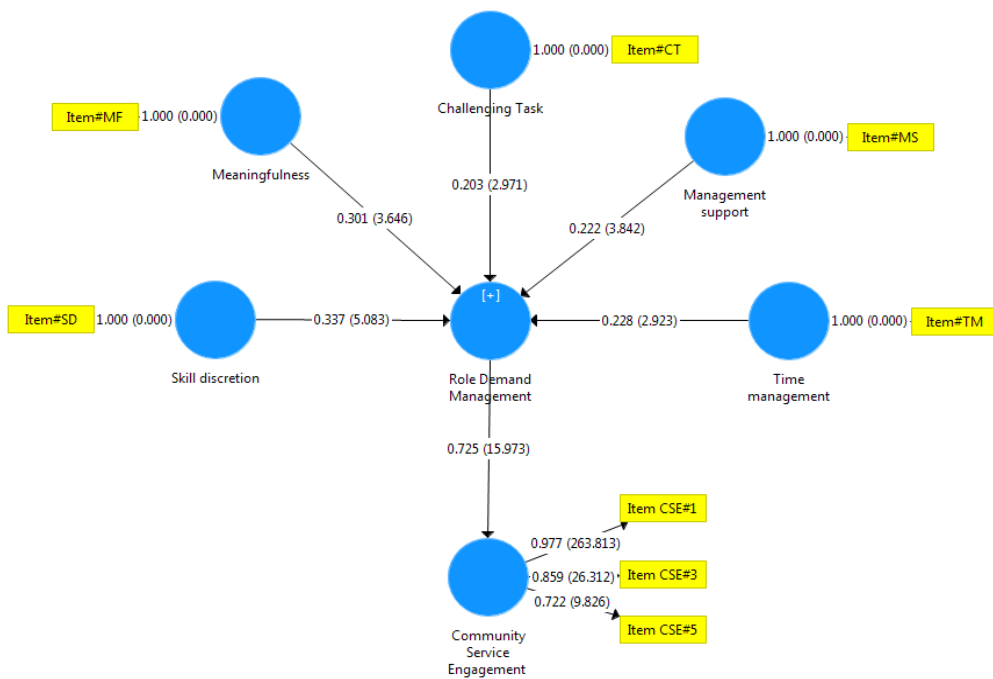 1.000 (0.000)
Item#CT
Challenging Task
Item#MF
1.000 (0.000)
Meaningfulness
1.000 (0.000)
Item#MS
Management
support
0.203 (2.971)
0.301 (3.646)
0.222 (3.842)
Item#SD
1.000 (0.000)
Skill discretion
0.337 (5.083)
[+]
Role Demand
Management
0.228 (2.923)
1.000 (0.000)
Item#TM
Time
management
0.725 (15.973)
Item CSE#1
0.977 (263.813)
0.859 (26.312)
Item CSE#3
0.722 (9.826)
Item CSE#5
Community
Service
Engagement